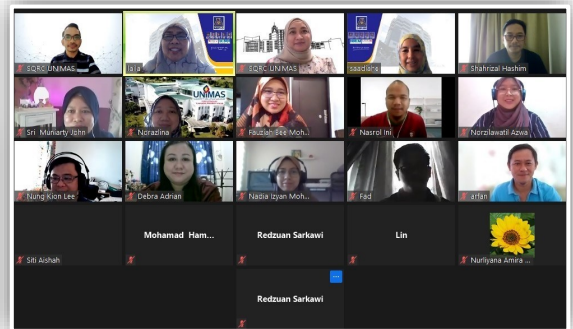 SQRC UNIMAS
laila
SQRC UNIMAS
saadiahe
Shahrizal Hashim
Sri Muniarty John
UNIMAS
Norazlina
Fauziah Bee Moh...
Nasrol Ini
Norzilawatil Azwa
Nung Kion Lee
Debra Adrian
Nadia Izyan Moh...
Fad
arfan
Siti Aishah
Mohamad Ham...
Redzuan Sarkawi
Lin
Nurliyana Amira ...
Redzuan Sarkawi